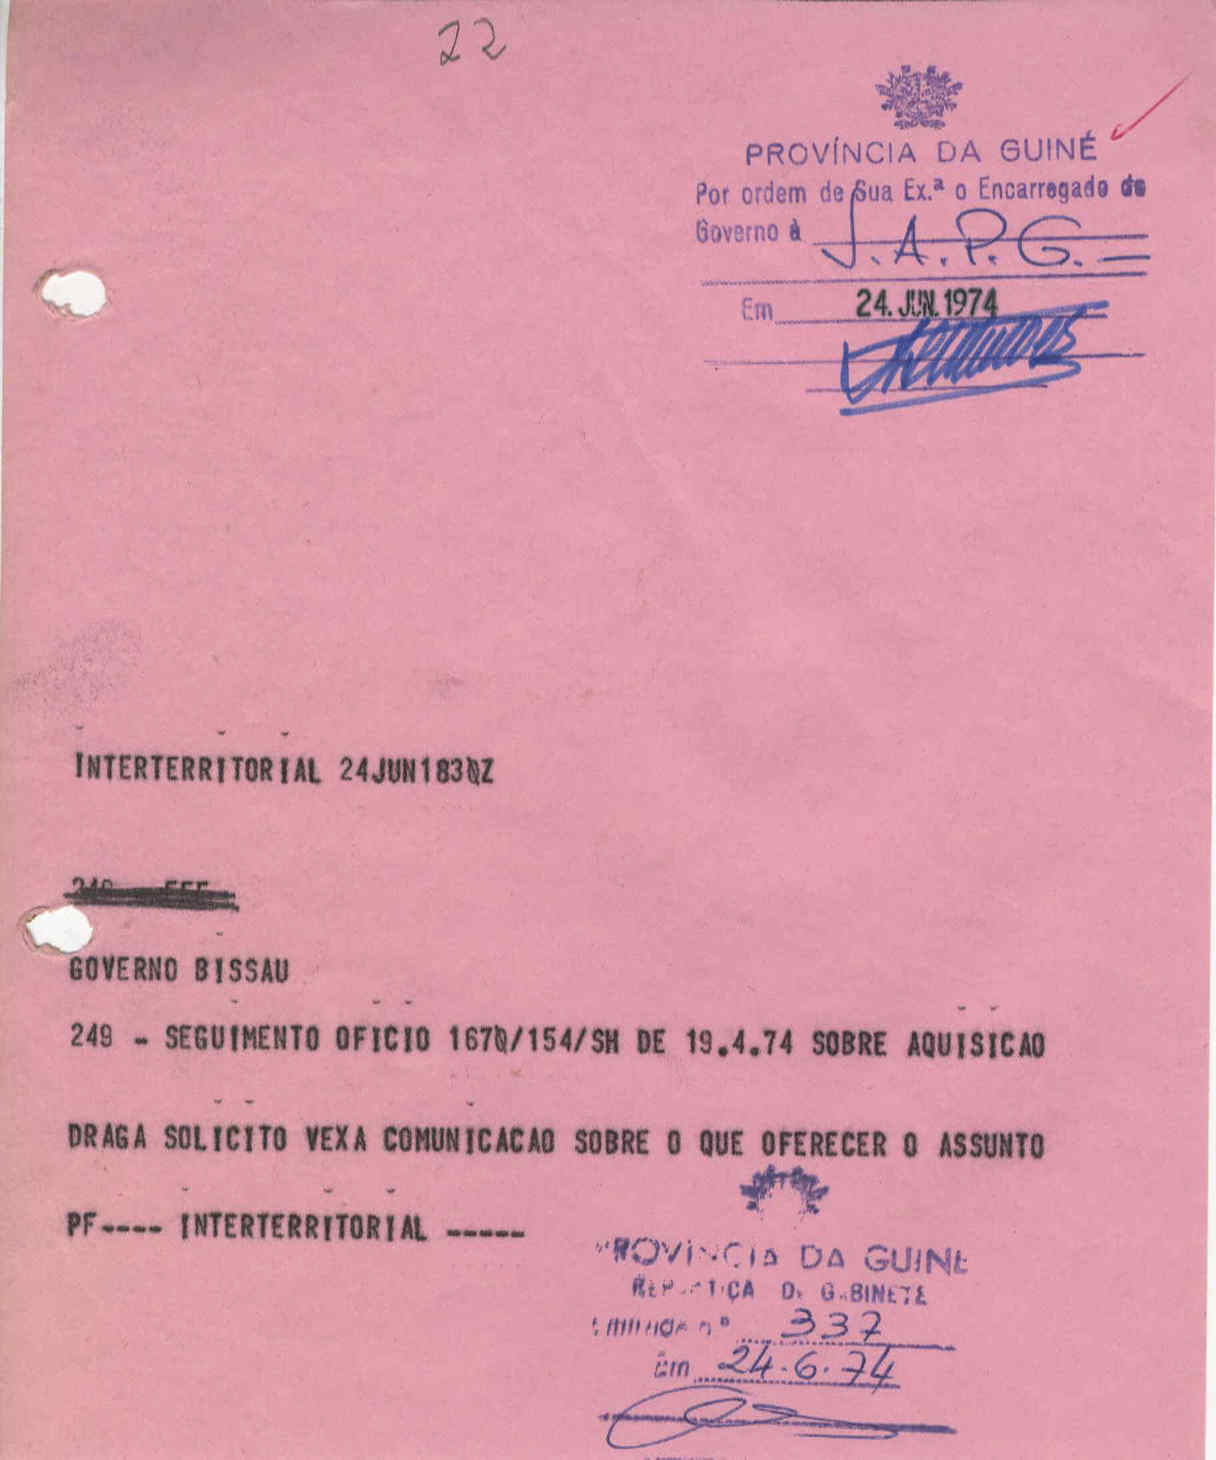 22
PROVÍNCIA DA GUINÉ
Por ordem de Sua Ex.ª o Encarregado do
Governo à J.A.P.G.
Em 24. JUN. 1974
INTERTERRITORIAL 24JUN1830Z
GOVERNO BISSAU
249 - SEGUIMENTO OFICIO 1670/154/SH DE 19.4.74 SOBRE AQUISICAO
DRAGA SOLICITO VEXA COMUNICACAO SOBRE O QUE OFERECER O ASSUNTO
PF---- INTERTERRITORIAL -----
PROVÍNCIA DA GUINÉ
GABINETE
nº 337
Em 24.6.74